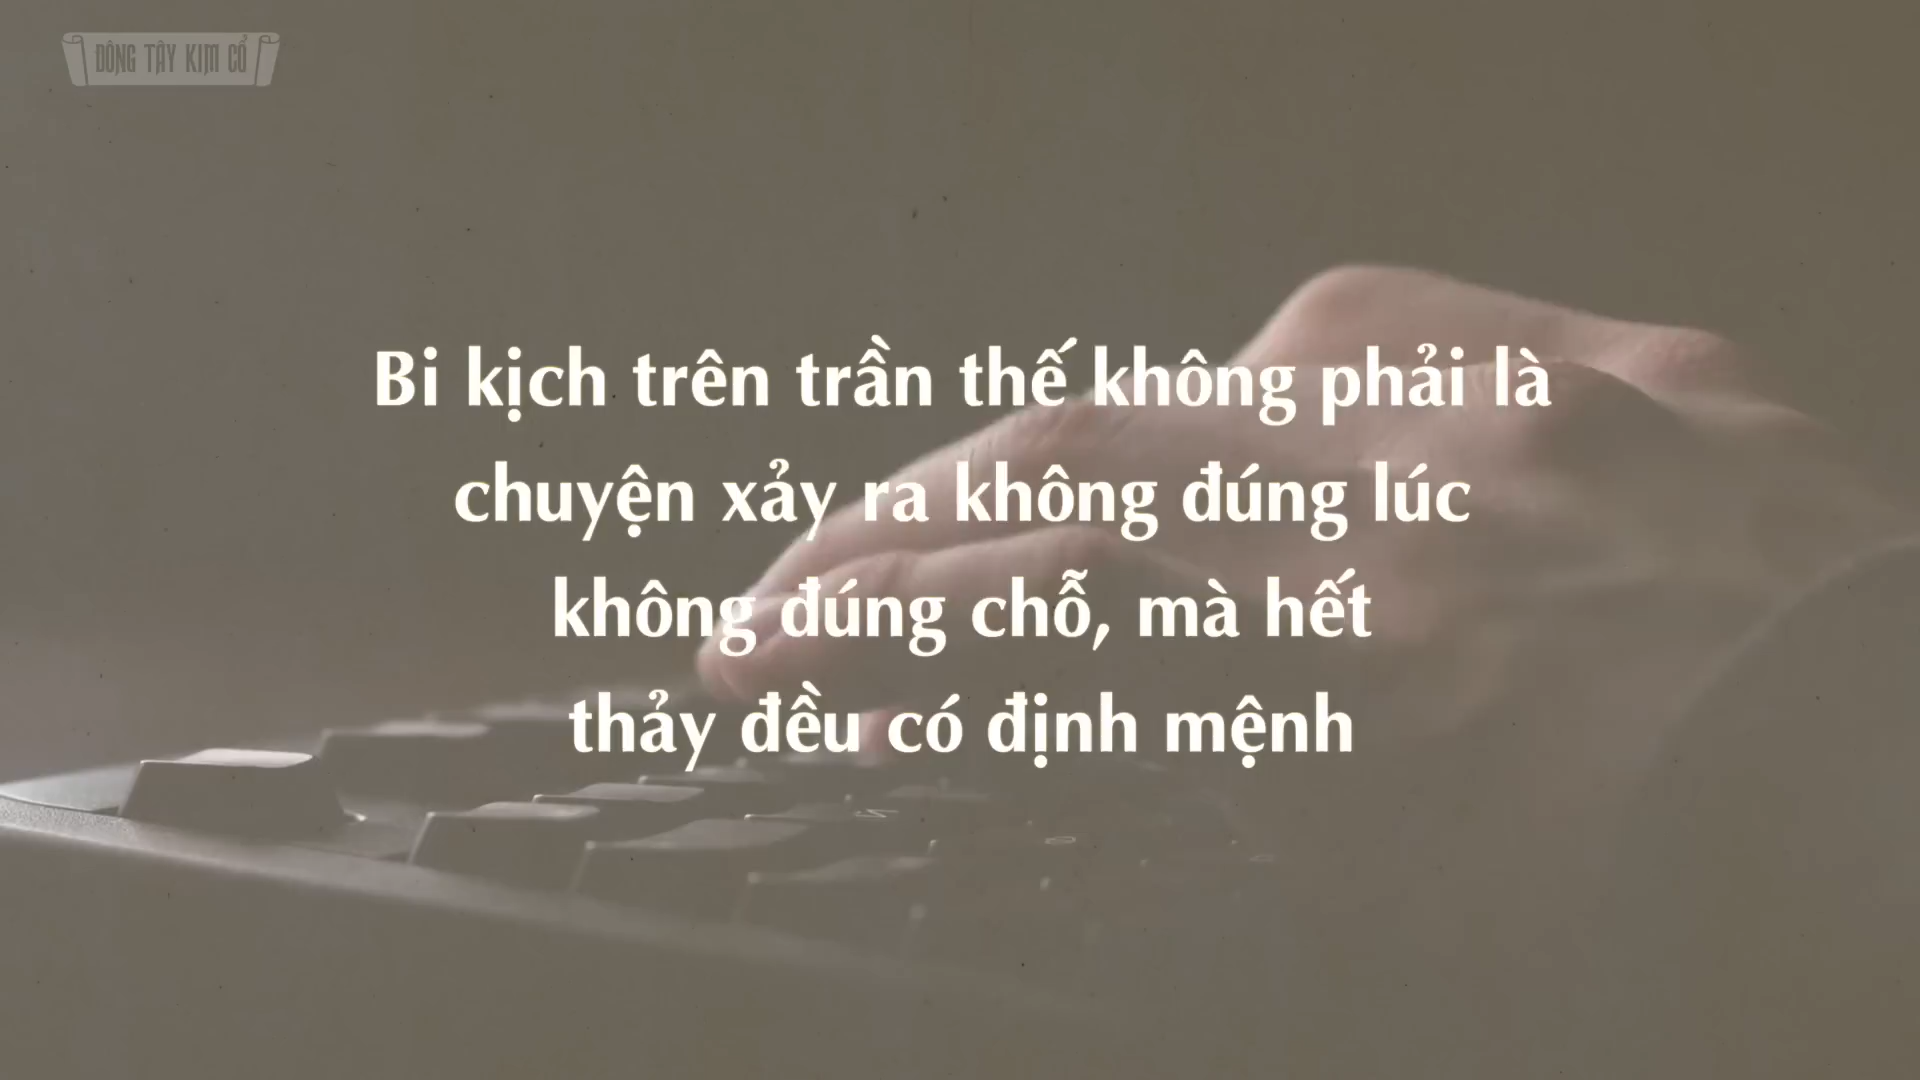 ĐÔNG TÂY KIM CỔ
Bi kịch trên trần thế không phải là
chuyện xảy ra không đúng lúc
không đúng chỗ, mà hết
thảy đều có định mệnh